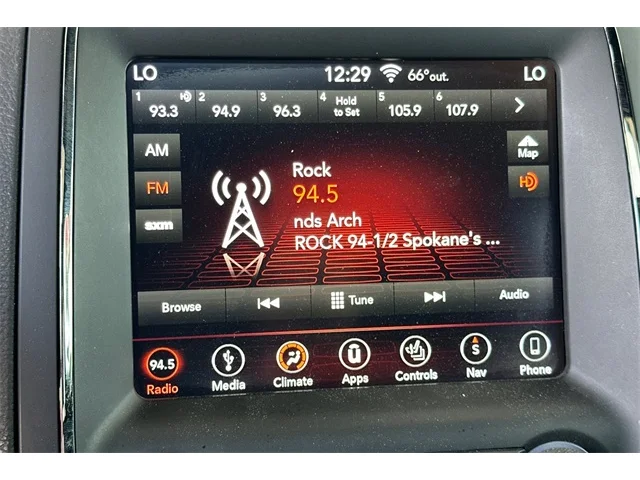 LO 12:29 66° out. LO
1 93.3 HD 2 94.9 3 96.3 4 Hold to Set 5 105.9 6 107.9 >
AM
FM
sxm
Map
HD
Rock
94.5
nds Arch
ROCK 94-1/2 Spokane's ...
Browse Tune Audio
94.5 S
Radio Media Climate Apps Controls Nav Phone